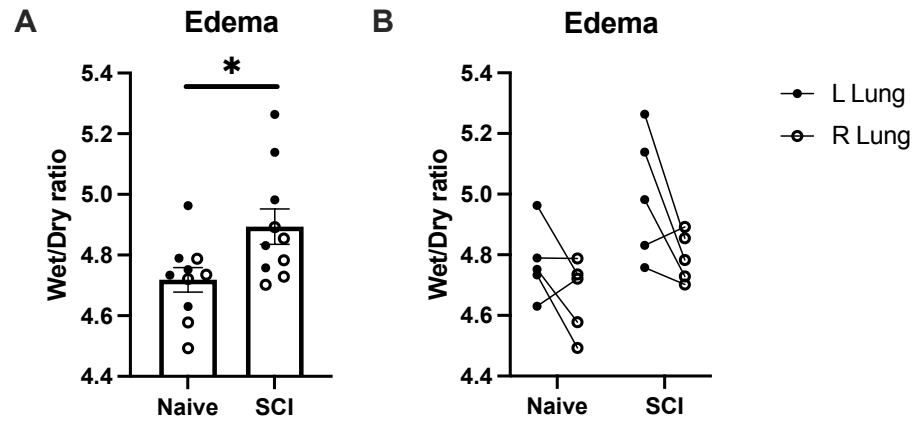 A
Edema
*
5.4
5.2
5.0
4.8
4.6
4.4
Wet/Dry ratio
Naive
SCI
B
Edema
5.4
5.2
5.0
4.8
4.6
4.4
Wet/Dry ratio
Naive
SCI
L Lung
R Lung